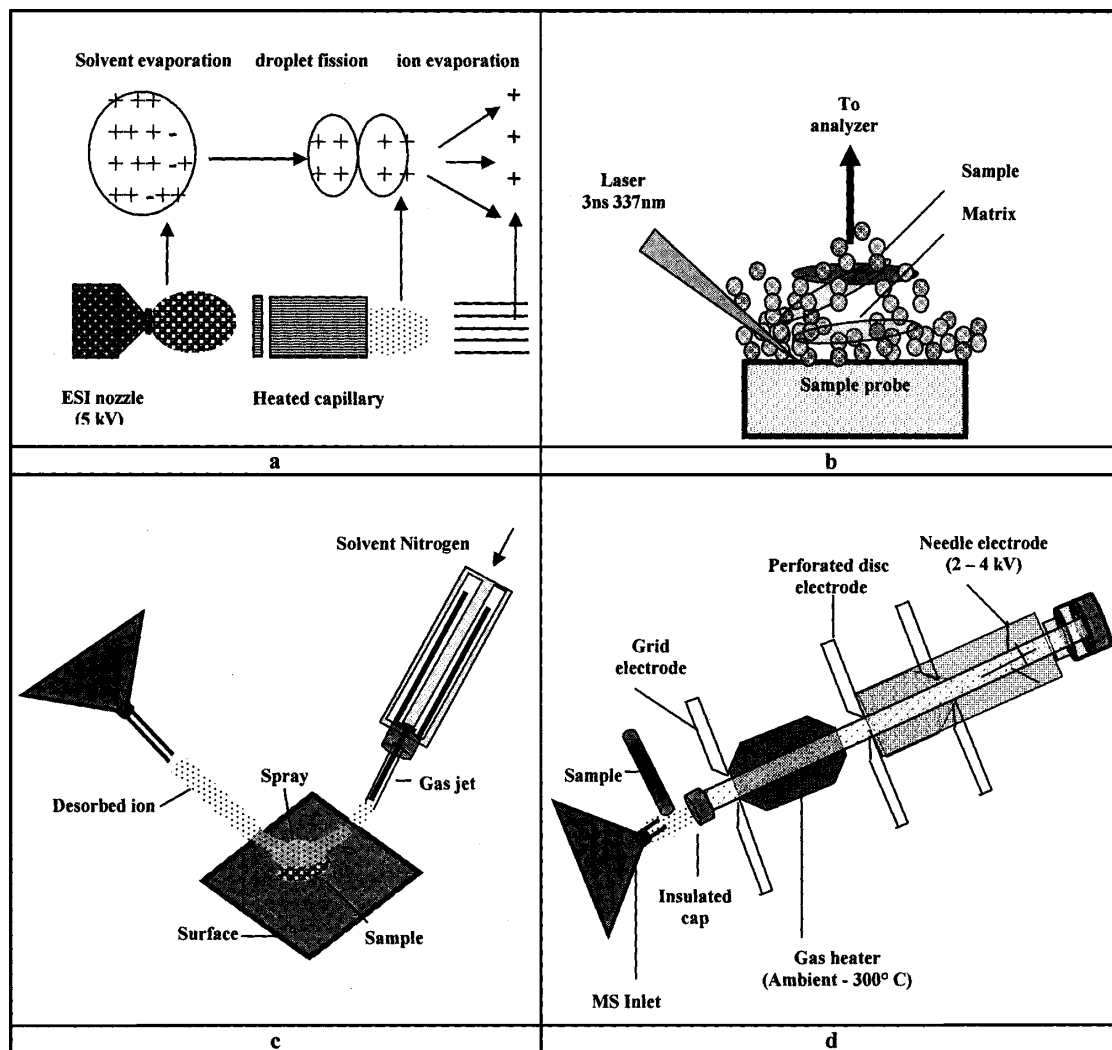 Solvent evaporation droplet fission ion evaporation
ESI nozzle
(5 kV)
Heated capillary
a
To
analyzer
Laser
3ns 337nm
Sample
Matrix
Sample probe
b
Solvent Nitrogen
Gas jet
Spray
Desorbed ion
Surface
Sample
c
Needle electrode
(2 – 4 kV)
Perforated disc
electrode
Grid
electrode
Sample
Insulated
cap
Gas heater
(Ambient - 300° C)
MS Inlet
d